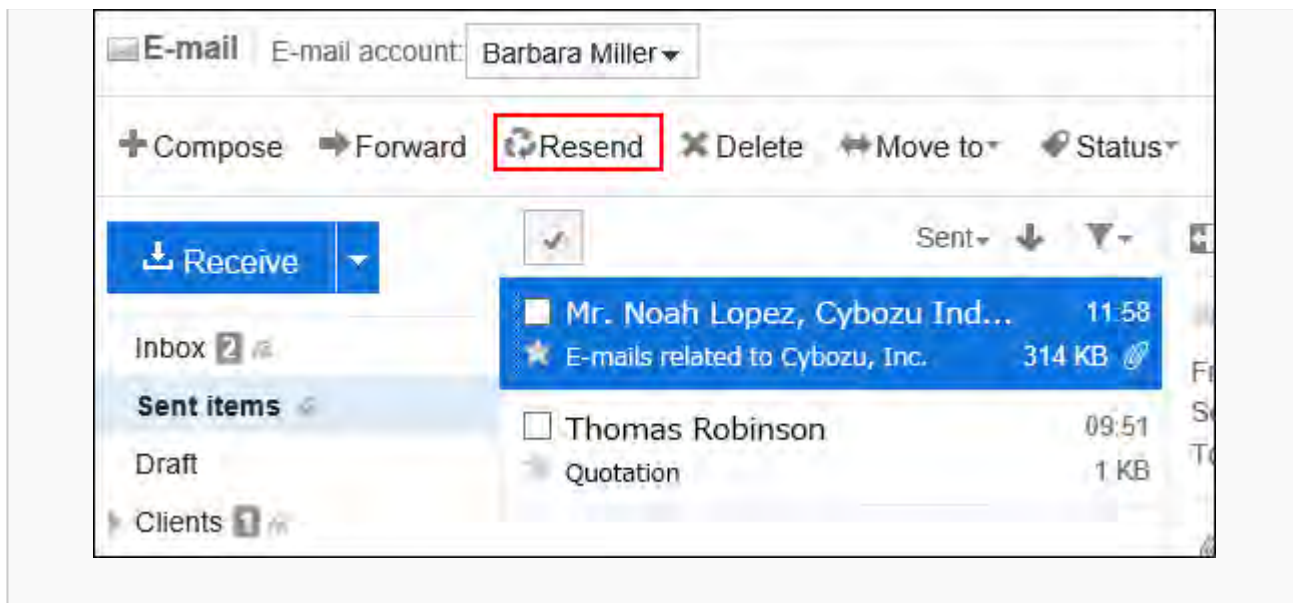 E-mail E-mail account: Barbara Miller
Compose Forward Resend Delete Move to Status
Receive
Sent
Mr. Noah Lopez, Cybozu Ind... 11:58
E-mails related to Cybozu, Inc. 314 KB
Inbox 2
Sent items
Thomas Robinson 09:51
Quotation 1 KB
Draft
Clients 1